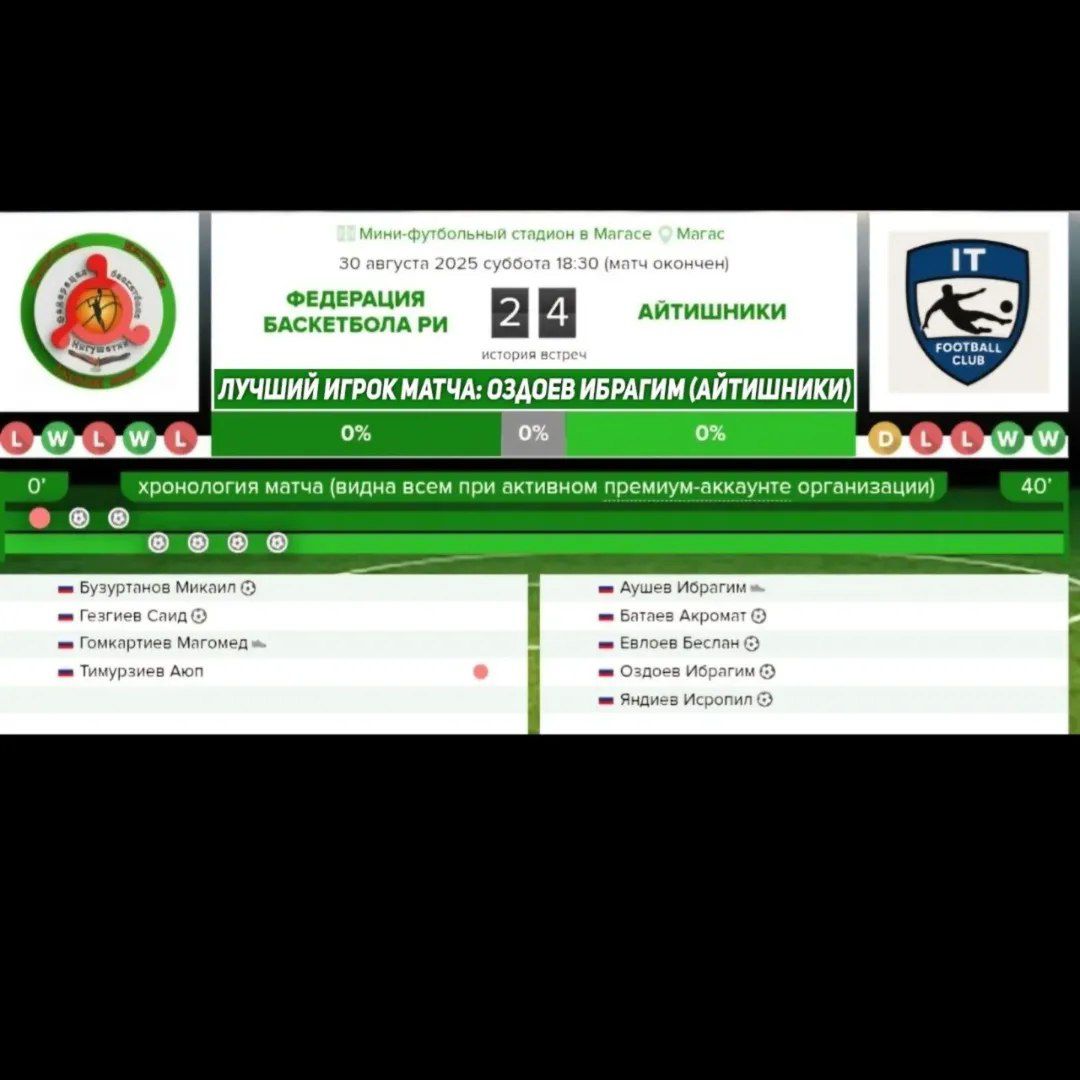 Мини-футбольный стадион в Магасе Магас
30 августа 2025 суббота 18:30 (матч окончен)
ФЕДЕРАЦИЯ
БАСКЕТБОЛА РИ
2 4
АЙТИШНИКИ
история встреч
ЛУЧШИЙ ИГРОК МАТЧА: ОЗДОЕВ ИБРАГИМ (АЙТИШНИКИ)
IT
FOOTBALL
CLUB
Федерация баскетбола
Ингушетии
L W L W L
0% 0% 0%
D L L W W
0' хронология матча (видна всем при активном премиум-аккаунте организации) 40'
Бузуртанов Микаил
Гезгиев Саид
Гомкартиев Магомед
Тимурзиев Аюп
Аушев Ибрагим
Батаев Акромат
Евлоев Беслан
Оздоев Ибрагим
Яндиев Исропил